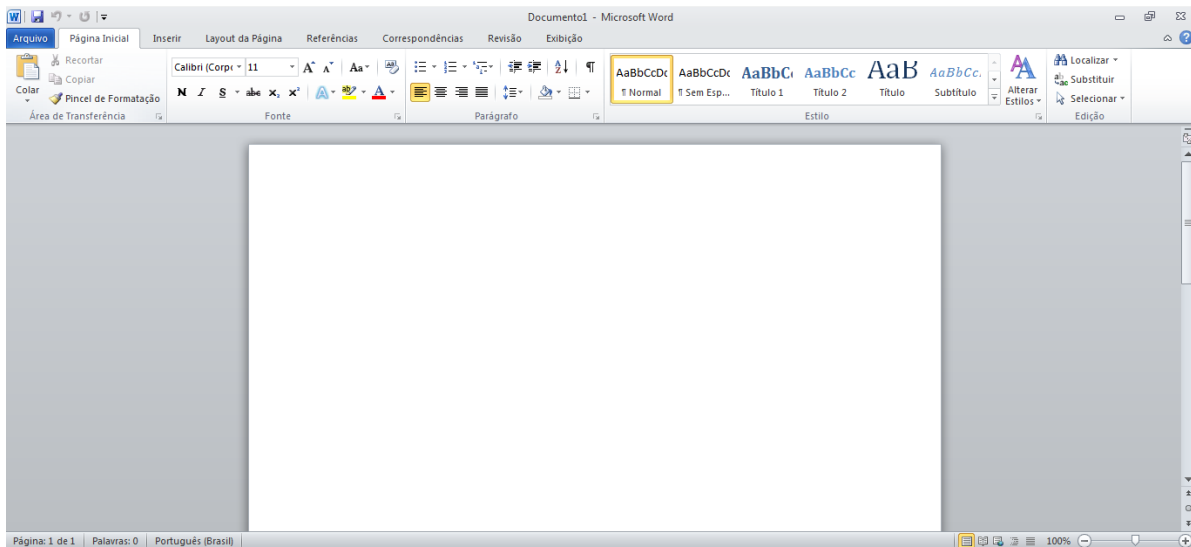 Documento1 - Microsoft Word
Arquivo Página Inicial Inserir Layout da Página Referências Correspondências Revisão Exibição
Recortar
Copiar
Colar
Pincel de Formatação
Área de Transferência
Calibri (Corpo 11 A A Aa
N I S abc x₂ x² A ab A
Fonte
A Z
Parágrafo
AaBbCcDc AaBbCcDc AaBbC AaBbCc AaB AaBbCc.
¶ Normal ¶ Sem Esp... Título 1 Título 2 Título Subtítulo
Alterar
Estilos
Estilo
Localizar
Substituir
Selecionar
Edição
Página: 1 de 1 Palavras: 0 Português (Brasil) 100%